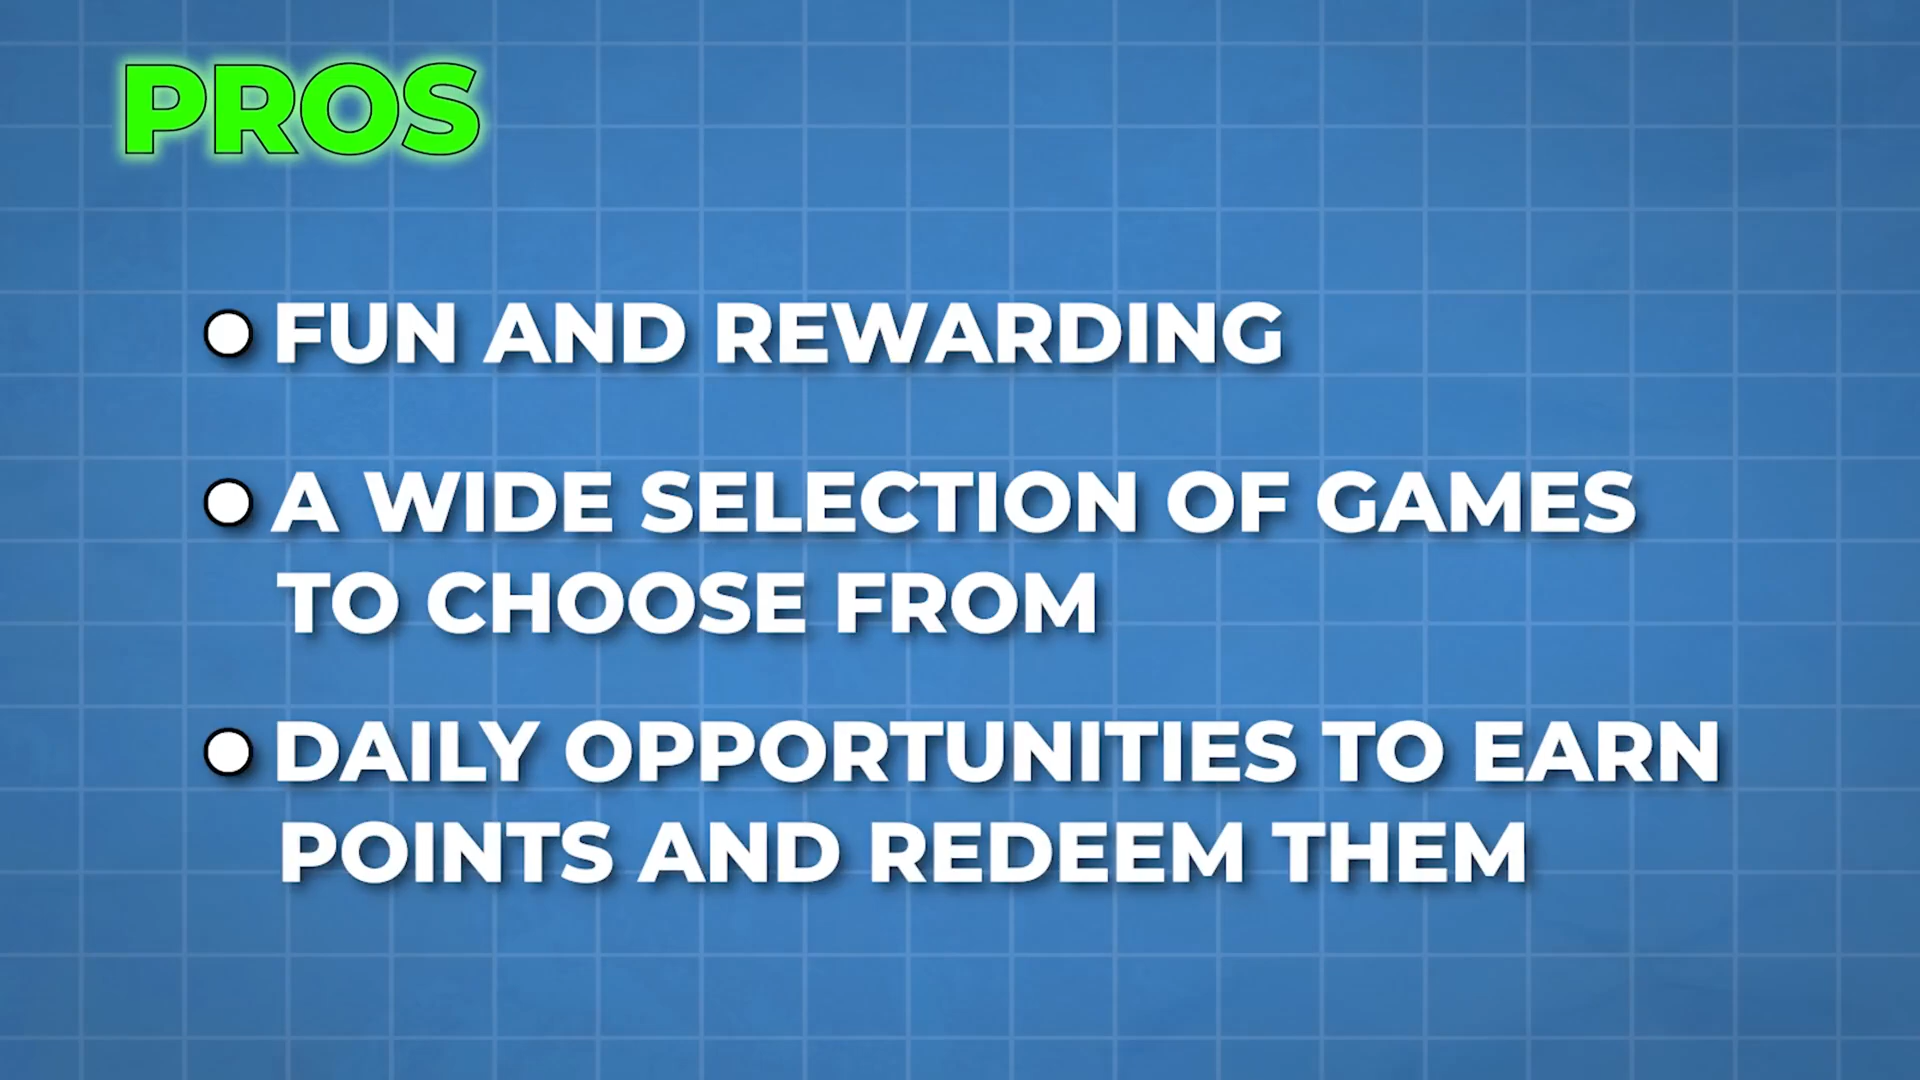 PROS
FUN AND REWARDING
A WIDE SELECTION OF GAMES
TO CHOOSE FROM
DAILY OPPORTUNITIES TO EARN
POINTS AND REDEEM THEM